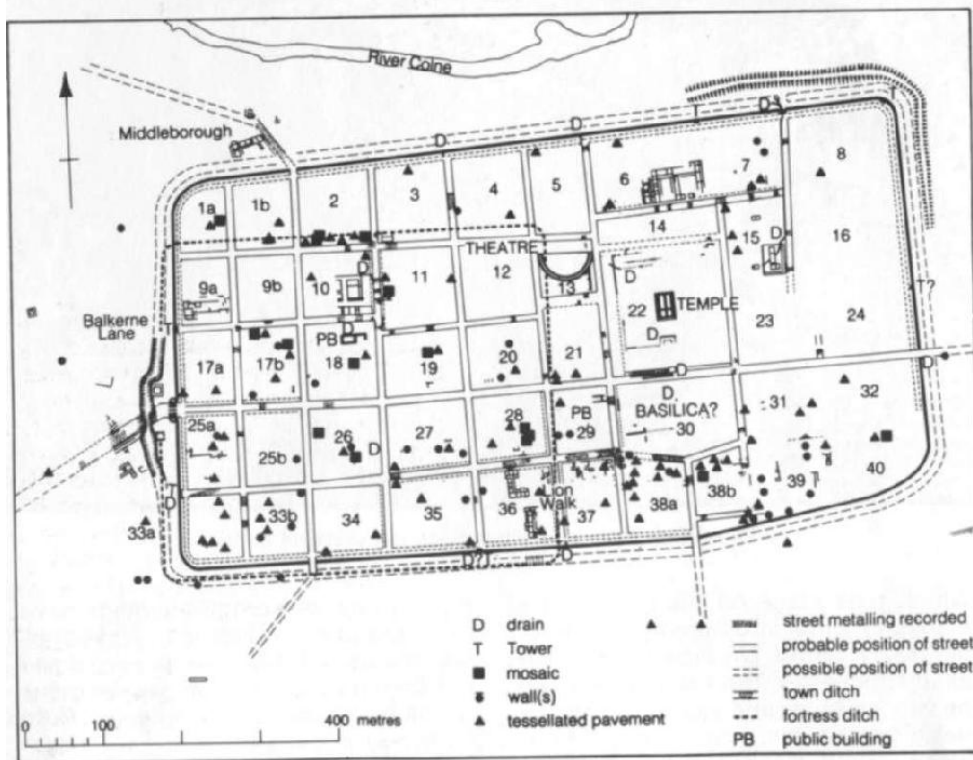 River Colne
Middleborough
D
D
D
T
1a
1b
2
3
4
5
6
7
8
THEATRE
14
15
D
16
9a
9b
10
D
11
12
13
D
22
TEMPLE
T?
Balkerne
Lane
T
PB
D
18
D
23
24
17a
17b
19
20
21
D
D
25a
26
D
27
28
PB
29
D
BASILICA?
30
31
32
25b
D
33a
33b
34
35
36
Lion
Walk
37
38a
38b
39
40
D?
D
D drain
T Tower
mosaic
wall(s)
tessellated pavement
street metalling recorded
probable position of street
possible position of street
town ditch
fortress ditch
PB public building
0 100 400 metres